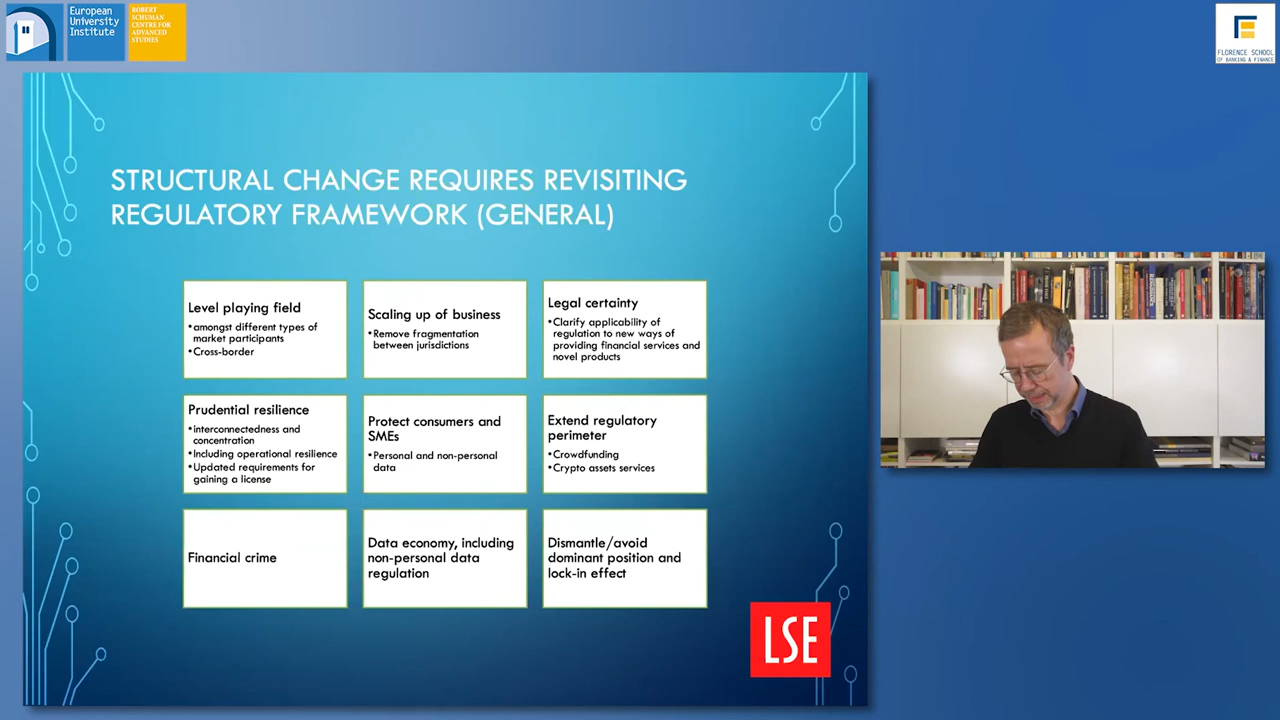 European
University
Institute
ROBERT
SCHUMAN
CENTRE FOR
ADVANCED
STUDIES
FLORENCE SCHOOL
OF BANKING & FINANCE
STRUCTURAL CHANGE REQUIRES REVISITING
REGULATORY FRAMEWORK (GENERAL)
Level playing field
•amongst different types of
market participants
•Cross-border
Scaling up of business
•Remove fragmentation
between jurisdictions
Legal certainty
•Clarify applicability of
regulation to new ways of
providing financial services and
novel products
Prudential resilience
•interconnectedness and
concentration
•Including operational resilience
•Updated requirements for
gaining a license
Protect consumers and
SMEs
•Personal and non-personal
data
Extend regulatory
perimeter
•Crowdfunding
•Crypto assets services
Financial crime
Data economy, including
non-personal data
regulation
Dismantle/avoid
dominant position and
lock-in effect
LSE